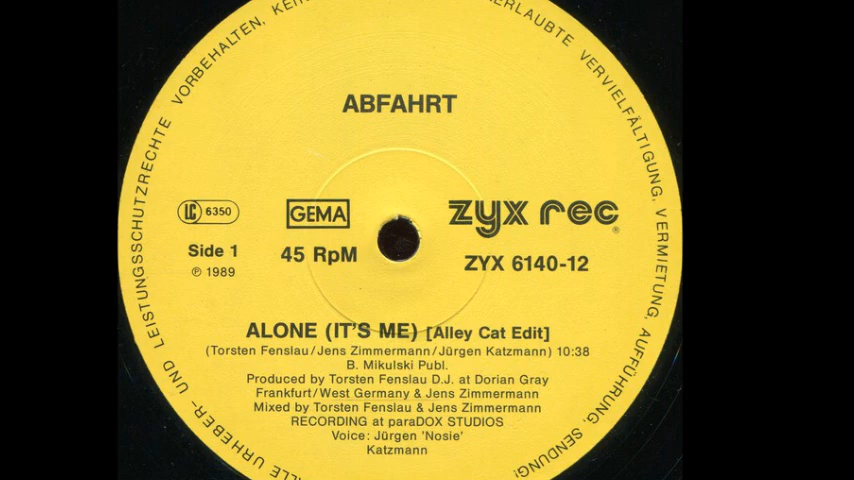 ALLE URHEBER- UND LEISTUNGSSCHUTZRECHTE VORBEHALTEN, KEI
ERLAUBTE VERVIELFÄLTIGUNG, VERMIETUNG, AUFFÜHRUNG, SENDUNG!
ABFAHRT
LC 6350
GEMA
zyx rec®
Side 1
45 RpM
ZYX 6140-12
℗ 1989
ALONE (IT'S ME) [Alley Cat Edit]
(Torsten Fenslau/Jens Zimmermann/Jürgen Katzmann) 10:38
B. Mikulski Publ.
Produced by Torsten Fenslau D.J. at Dorian Gray
Frankfurt/West Germany & Jens Zimmermann
Mixed by Torsten Fenslau & Jens Zimmermann
RECORDING at paraDOX STUDIOS
Voice: Jürgen 'Nosie'
Katzmann